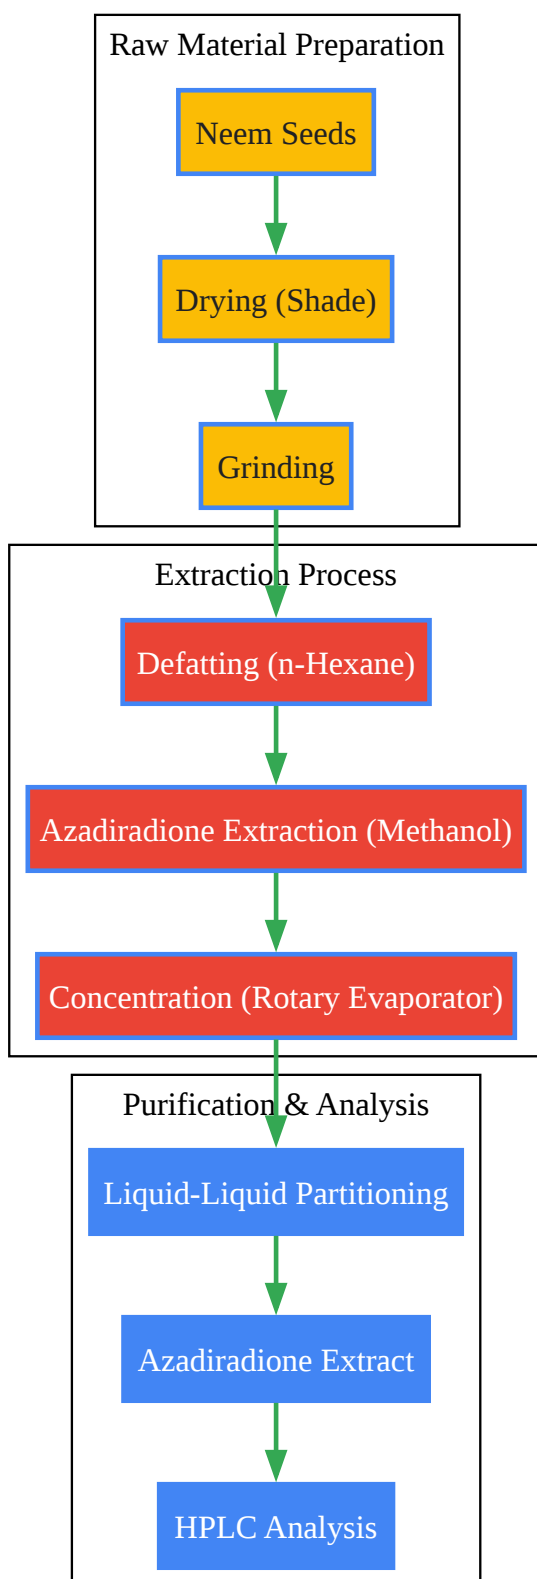 Raw Material Preparation
Neem Seeds
Drying (Shade)
Grinding
Extraction Process
Defatting (n-Hexane)
Azadiradione Extraction (Methanol)
Concentration (Rotary Evaporator)
Purification & Analysis
Liquid-Liquid Partitioning
Azadiradione Extract
HPLC Analysis